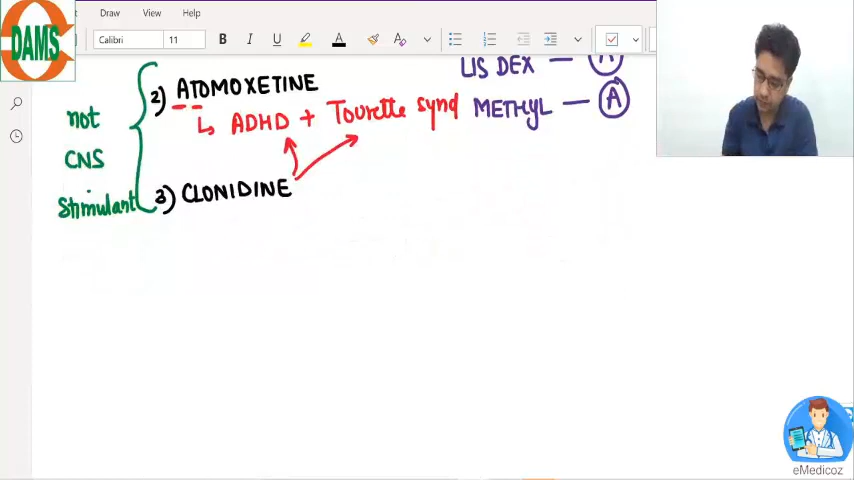 DAMS
Draw View Help
Calibri 11 B I U A
LIS DEX — A
2) ATOMOXETINE
↳ ADHD + Tourette synd
METHYL — A
not
CNS
Stimulant
3) CLONIDINE
eMedicoz